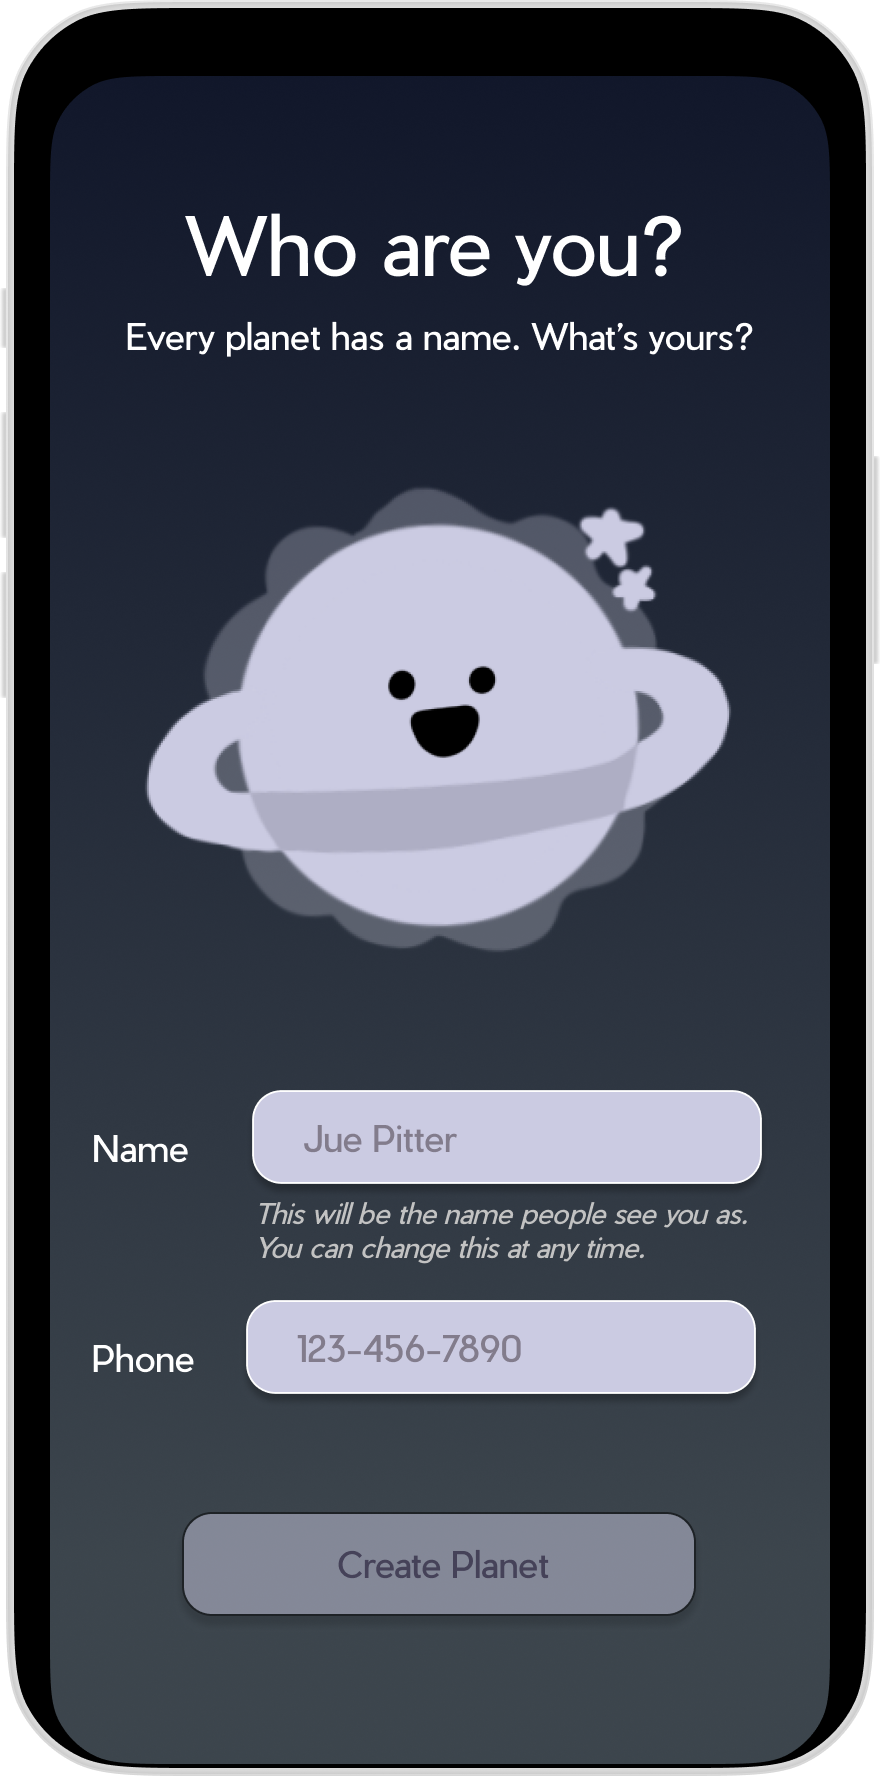 Who are you?
Every planet has a name. What’s yours?
Name
Jue Pitter
This will be the name people see you as.
You can change this at any time.
Phone
123-456-7890
Create Planet